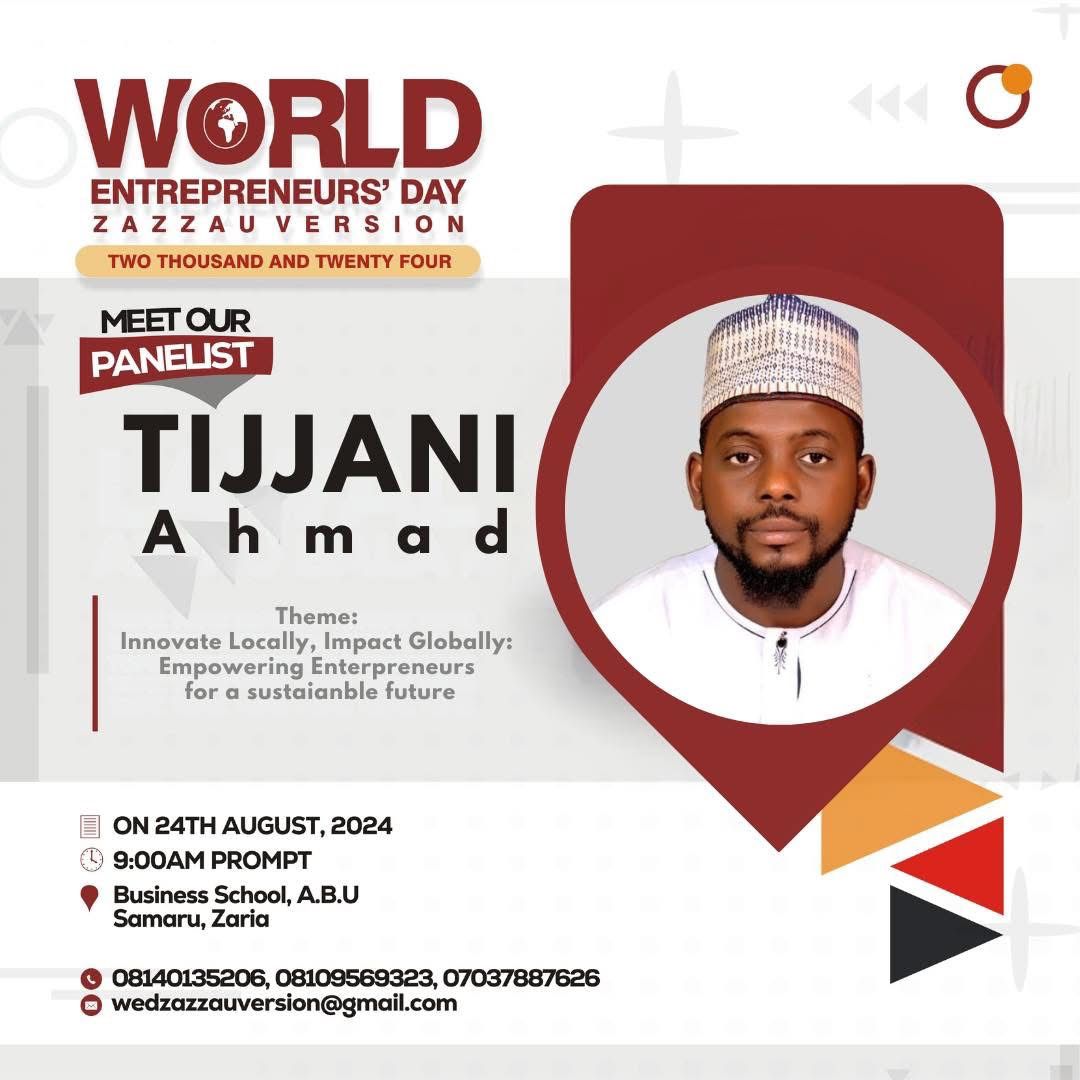 WORLD
ENTREPRENEURS' DAY
ZAZZAU VERSION
TWO THOUSAND AND TWENTY FOUR
MEET OUR
PANELIST
TIJJANI
Ahmad
Theme:
Innovate Locally, Impact Globally:
Empowering Enterpreneurs
for a sustaianble future
ON 24TH AUGUST, 2024
9:00AM PROMPT
Business School, A.B.U
Samaru, Zaria
08140135206, 08109569323, 07037887626
wedzazzauversion@gmail.com